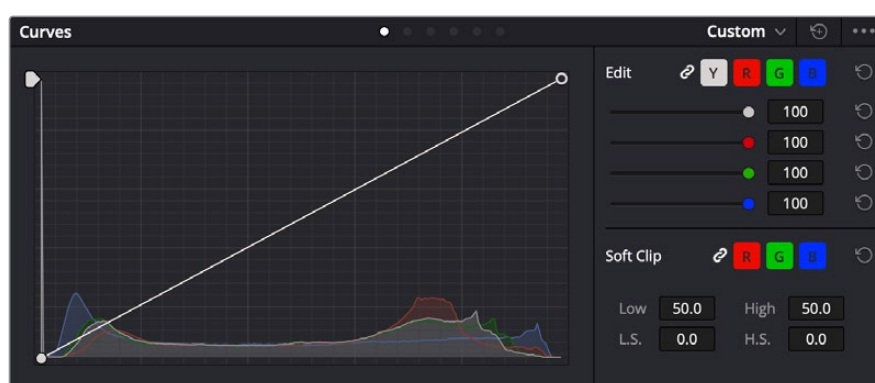 Curves
Custom
Edit
Y R G B
100
100
100
100
Soft Clip
R G B
Low 50.0 High 50.0
L.S. 0.0 H.S. 0.0